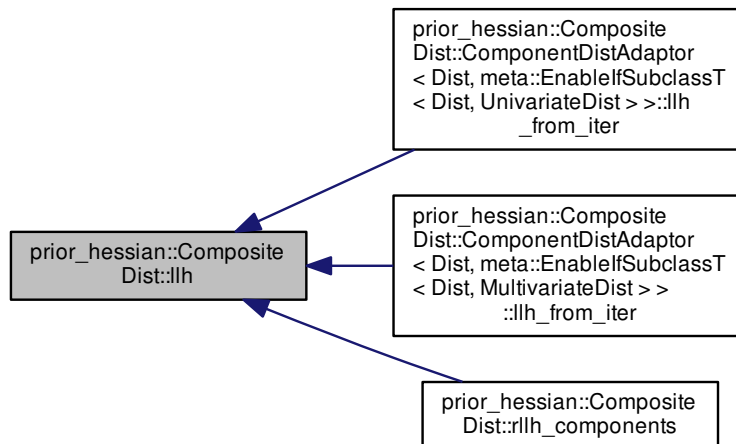 prior_hessian::Composite
Dist::ComponentDistAdaptor
< Dist, meta::EnableIfSubclassT
< Dist, UnivariateDist > >::llh
_from_iter
prior_hessian::Composite
Dist::llh
prior_hessian::Composite
Dist::ComponentDistAdaptor
< Dist, meta::EnableIfSubclassT
< Dist, MultivariateDist > >
::llh_from_iter
prior_hessian::Composite
Dist::rllh_components